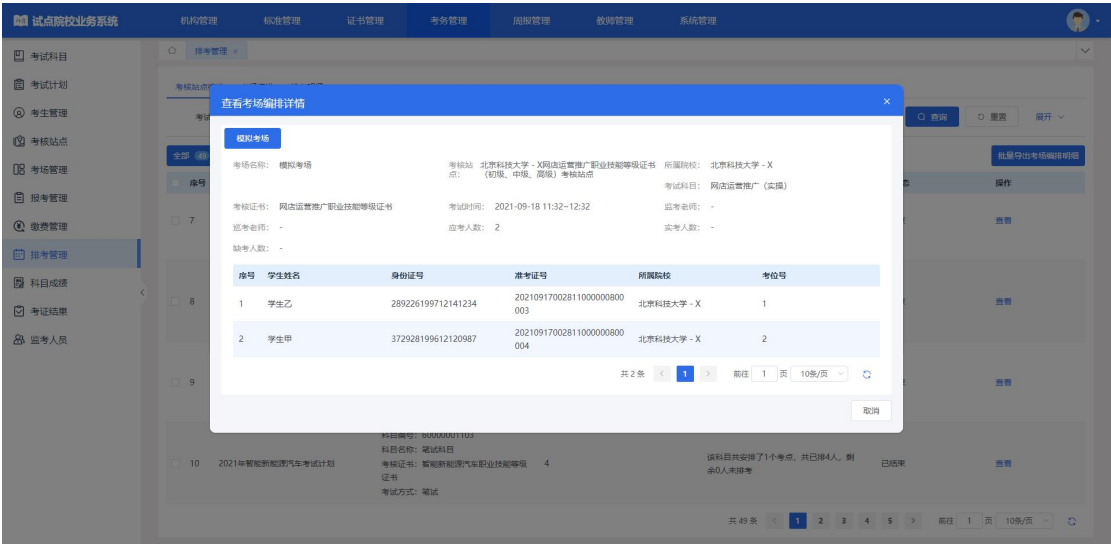 试点院校业务系统
机构管理 标准管理 证书管理 考务管理 周报管理 教师管理 系统管理
考试科目
排考管理 ×
考试计划
考核站点
考生管理
查看考场编排详情 ×
考试
查询 重置 展开
考核站点
模拟考场
全部 49
批量导出考场编排明细
考场管理
考场名称： 模拟考场
考核站点： 北京科技大学 - X网店运营推广职业技能等级证书（初级、中级、高级）考核站点
所属院校： 北京科技大学 - X
序号 操作
考试科目： 网店运营推广（实操）
报考管理
考核证书： 网店运营推广职业技能等级证书
考试时间： 2021-09-18 11:32~12:32
监考老师： -
7 查看
缴费管理
巡考老师： -
应考人数： 2
实考人数： -
排考管理
缺考人数： -
序号 学生姓名 身份证号 准考证号 所属院校 考位号
科目成绩
1 学生乙 289226199712141234 20210917002811000000800003 北京科技大学 - X 1
8 查看
考证结果
2 学生甲 372928199612120987 20210917002811000000800004 北京科技大学 - X 2
监考人员
共 2 条 < 1 > 前往 1 页 10条/页
9 查看
取消
科目编号：60000001103
科目名称：笔试科目
10 2021年智能新能源汽车考试计划 考核证书：智能新能源汽车职业技能等级证书 4 该科目共安排了1个考点，共已排4人，剩余0人未排考 已结束 查看
考试方式：笔试
共 49 条 < 1 2 3 4 5 > 前往 1 页 10条/页